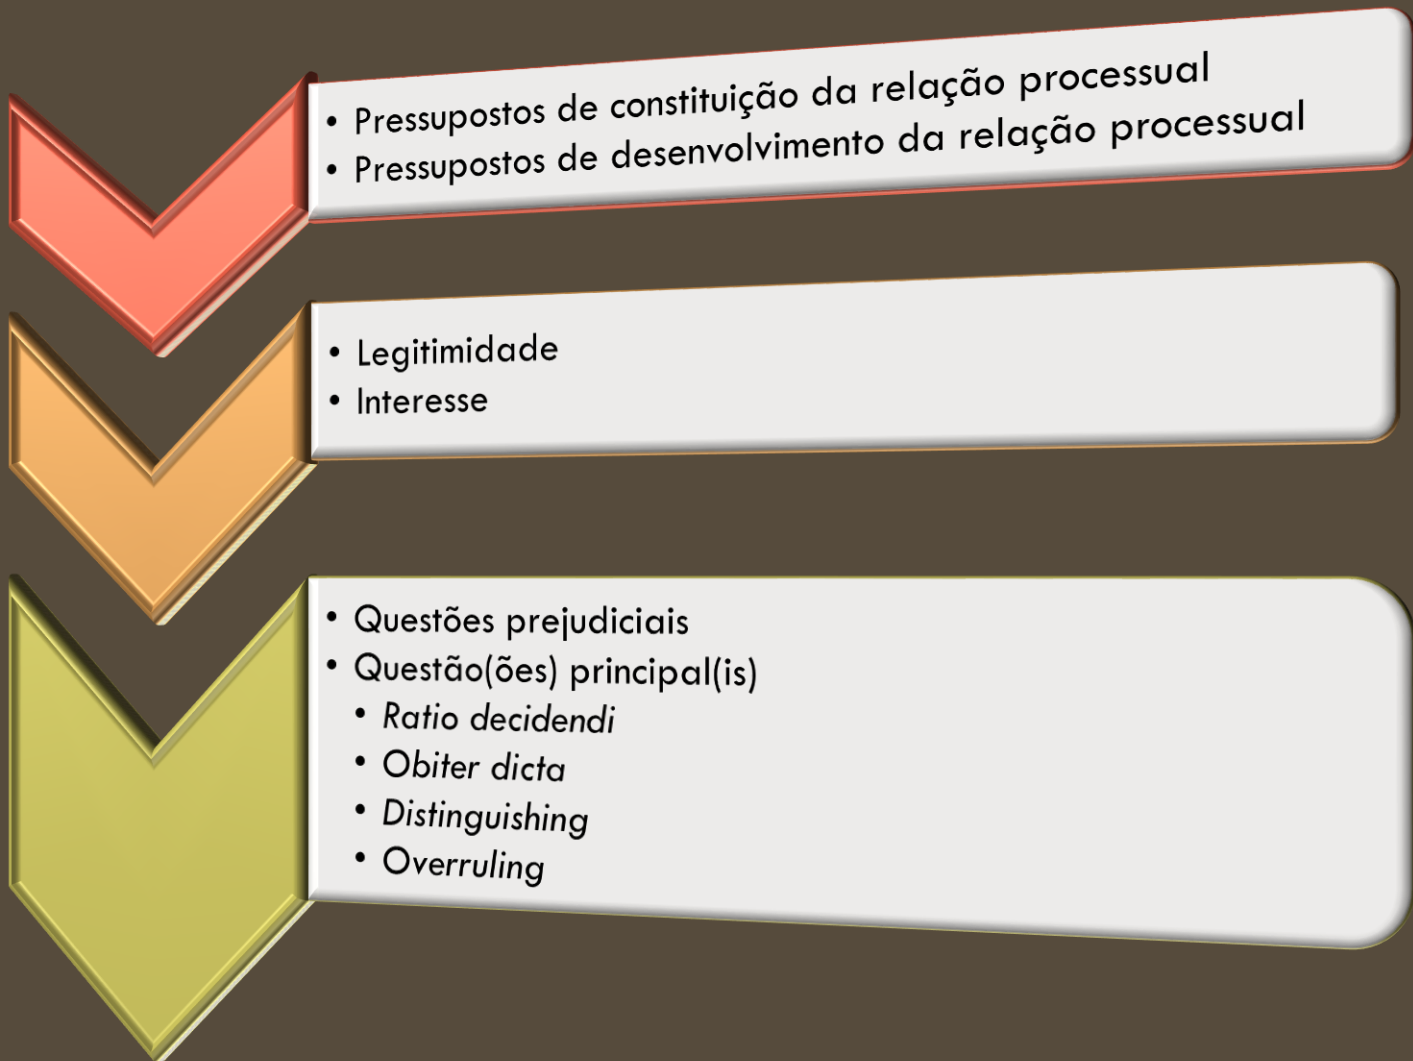 • Pressupostos de constituição da relação processual
• Pressupostos de desenvolvimento da relação processual
• Legitimidade
• Interesse
• Questões prejudiciais
• Questão(ões) principal(is)
• Ratio decidendi
• Obiter dicta
• Distinguishing
• Overruling